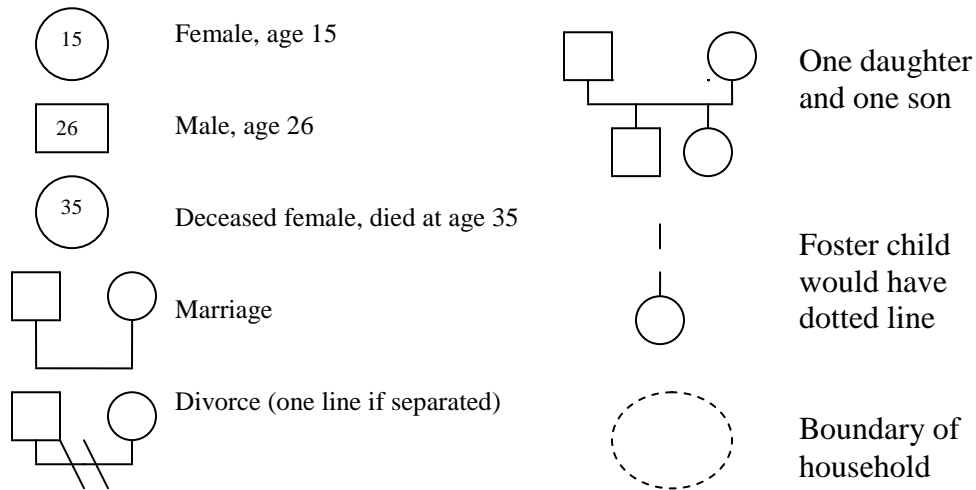 15
Female, age 15
26
Male, age 26
35
Deceased female, died at age 35
Marriage
Divorce (one line if separated)
One daughter
and one son
Foster child
would have
dotted line
Boundary of
household